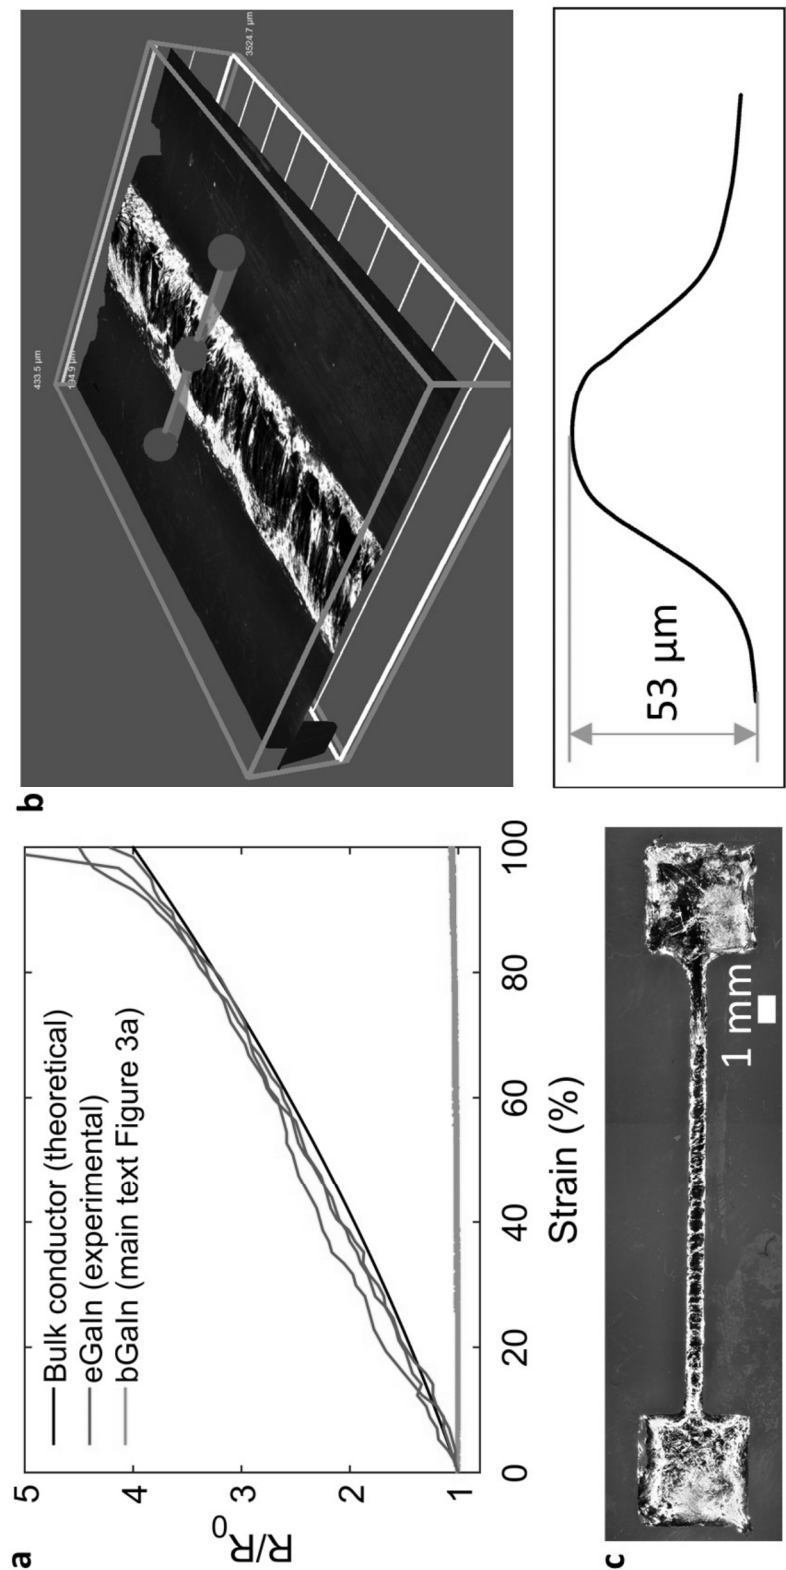 a
5
4
3
2
1
R/R0
0
20
40
60
80
100
Strain (%)
Bulk conductor (theoretical)
eGaIn (experimental)
bGaIn (main text Figure 3a)
b
433.5 µm
3524.7 µm
53 µm
c
1 mm